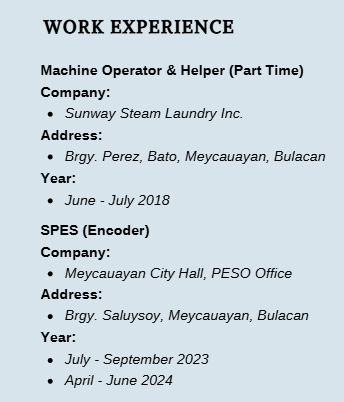 WORK EXPERIENCE
Machine Operator & Helper (Part Time)
Company:
• Sunway Steam Laundry Inc.
Address:
• Brgy. Perez, Bato, Meycauayan, Bulacan
Year:
• June - July 2018
SPES (Encoder)
Company:
• Meycauayan City Hall, PESO Office
Address:
• Brgy. Saluysoy, Meycauayan, Bulacan
Year:
• July - September 2023
• April - June 2024